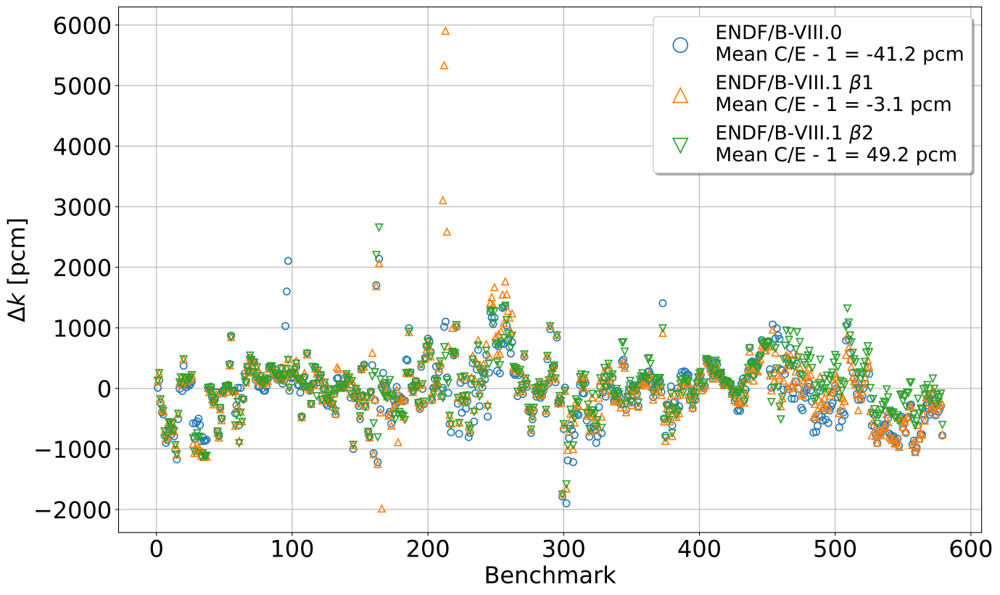 6000
5000
4000
3000
2000
1000
0
−1000
−2000
Δk [pcm]
ENDF/B-VIII.0
Mean C/E - 1 = -41.2 pcm
ENDF/B-VIII.1 β1
Mean C/E - 1 = -3.1 pcm
ENDF/B-VIII.1 β2
Mean C/E - 1 = 49.2 pcm
0 100 200 300 400 500 600
Benchmark